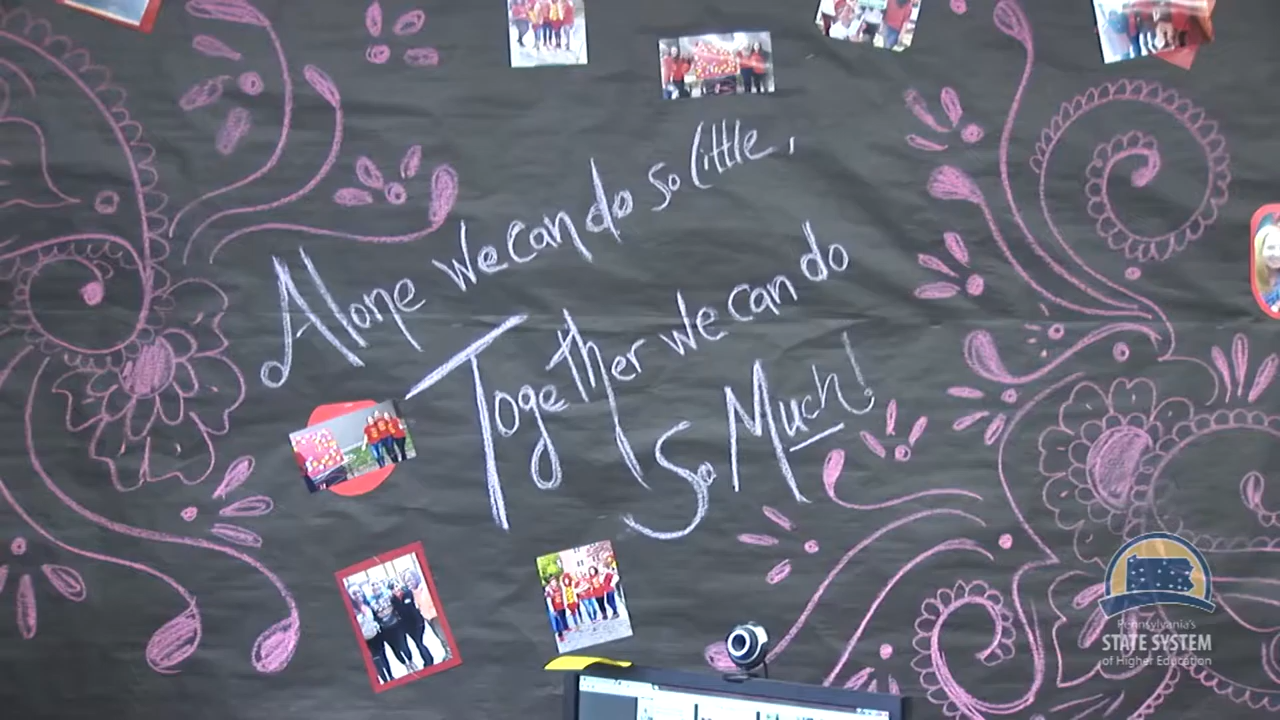 Alone we can do so little,
Together we can do
So Much!
Pennsylvania's
STATE SYSTEM
of Higher Education